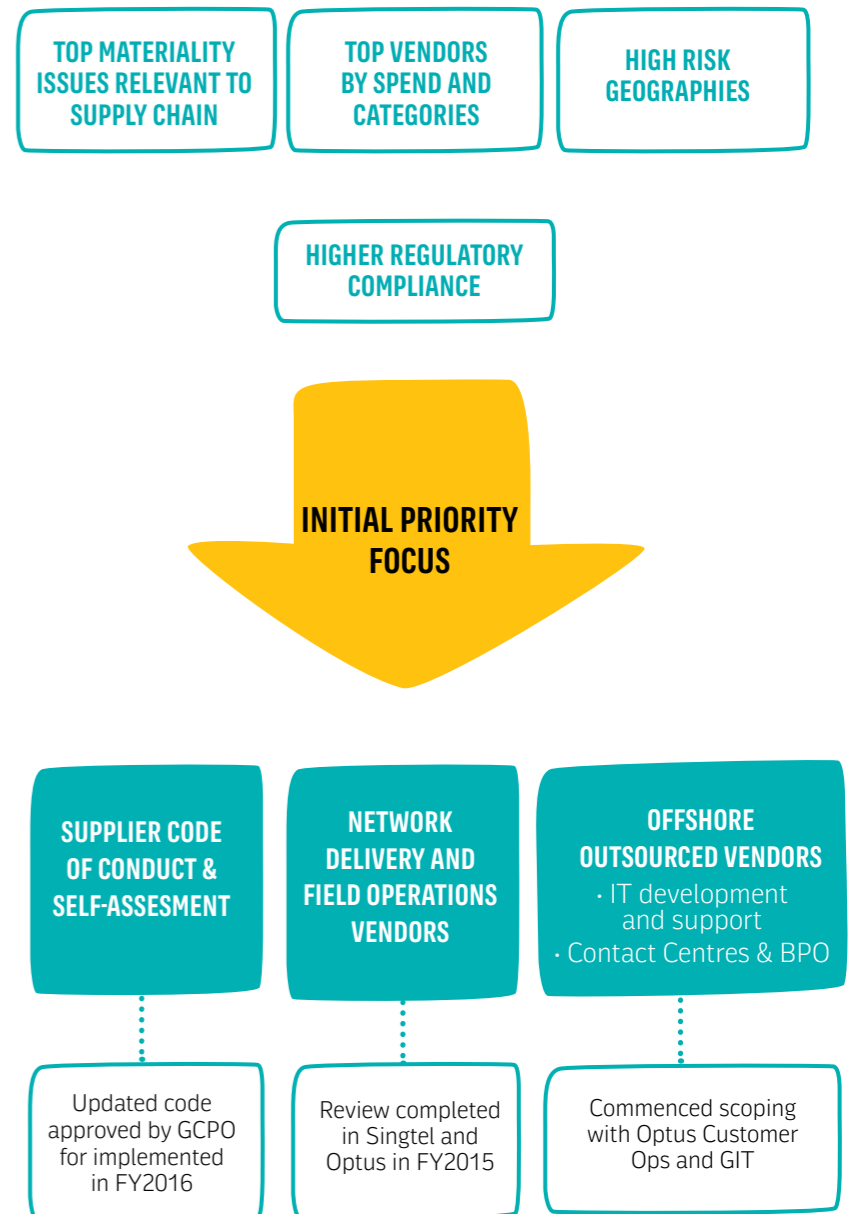 TOP MATERIALITY
ISSUES RELEVANT TO
SUPPLY CHAIN
TOP VENDORS
BY SPEND AND
CATEGORIES
HIGH RISK
GEOGRAPHIES
HIGHER REGULATORY
COMPLIANCE
INITIAL PRIORITY
FOCUS
SUPPLIER CODE
OF CONDUCT &
SELF-ASSESMENT
NETWORK
DELIVERY AND
FIELD OPERATIONS
VENDORS
OFFSHORE
OUTSOURCED VENDORS
· IT development
and support
· Contact Centres & BPO
Updated code
approved by GCPO
for implemented
in FY2016
Review completed
in Singtel and
Optus in FY2015
Commenced scoping
with Optus Customer
Ops and GIT